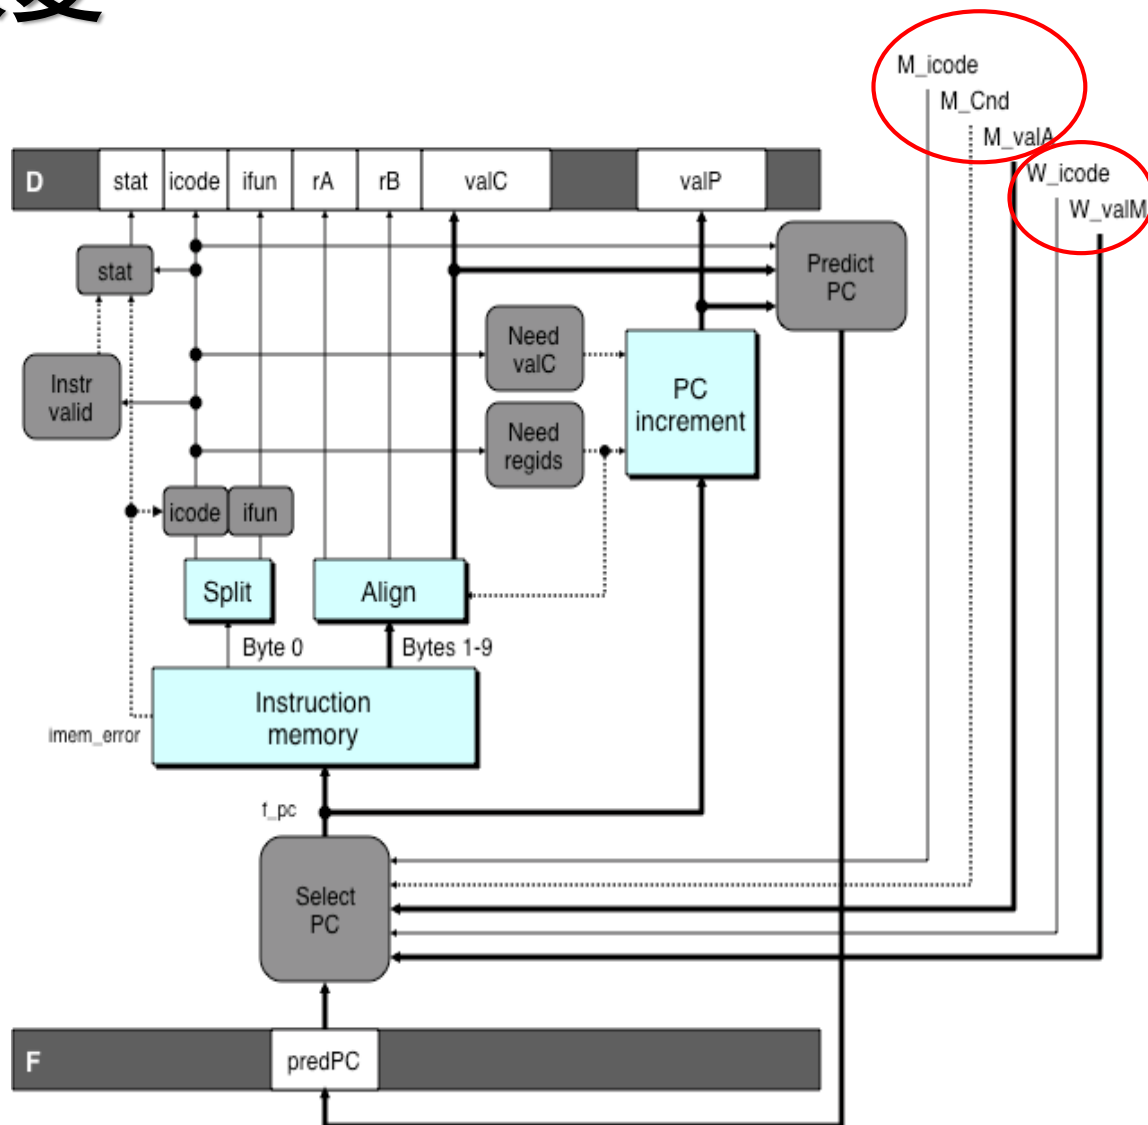 M_icode
M_Cnd
M_valA
W_icode
W_valM
D
stat
icode
ifun
rA
rB
valC
valP
stat
Predict
PC
Need
valC
Instr
valid
PC
increment
Need
regids
icode
ifun
Split
Align
Byte 0
Bytes 1-9
Instruction
memory
imem_error
f_pc
Select
PC
F
predPC